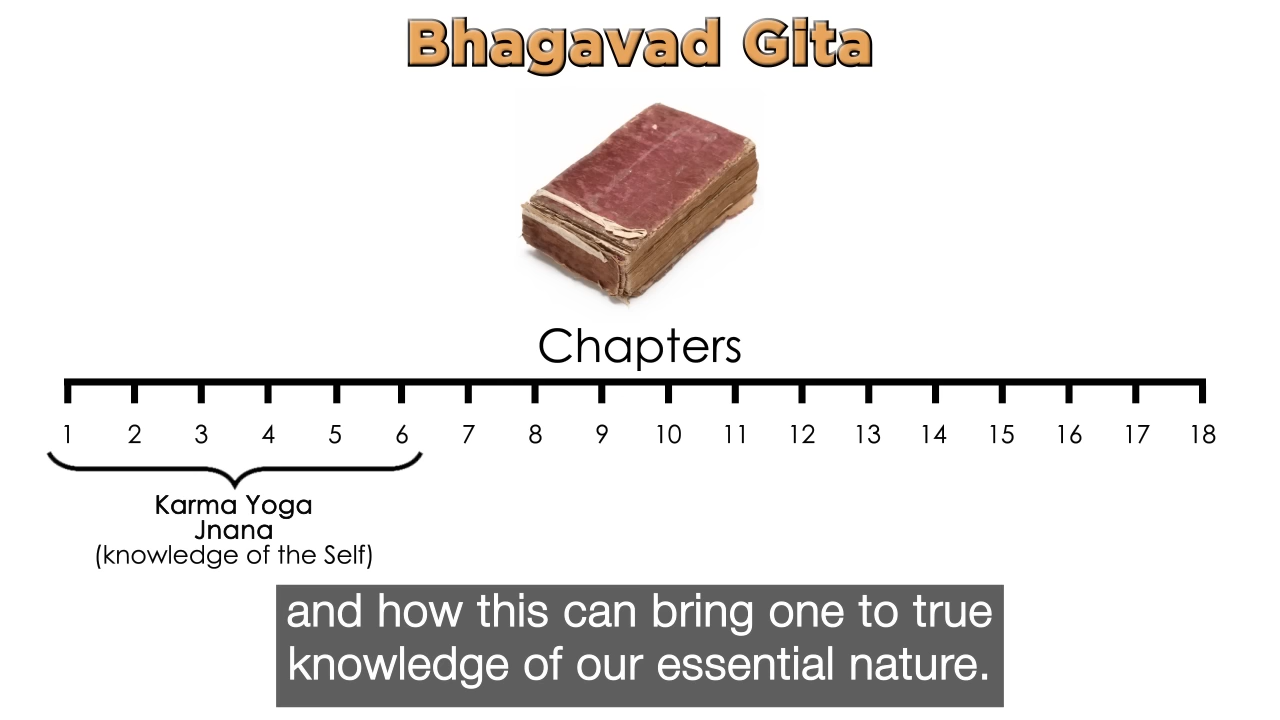 Bhagavad Gita
Chapters
1 2 3 4 5 6 7 8 9 10 11 12 13 14 15 16 17 18
Karma Yoga
Jnana
(knowledge of the Self)
and how this can bring one to true
knowledge of our essential nature.